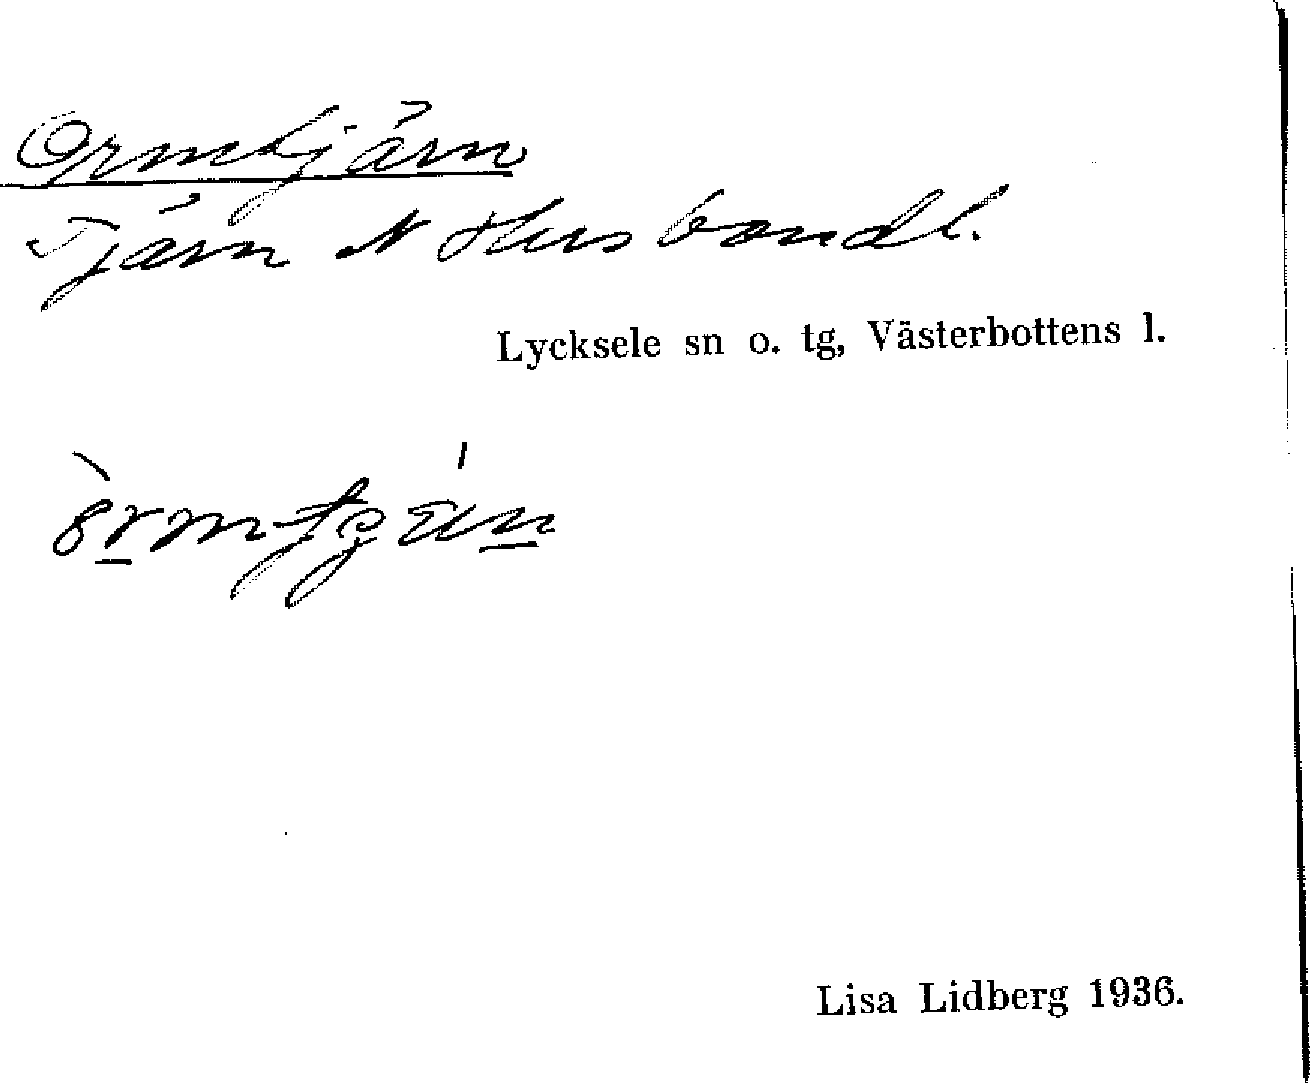 Ormtjärn
Tjärn N Husbondl.
Lycksele sn o. tg, Västerbottens l.
Lisa Lidberg 1936.